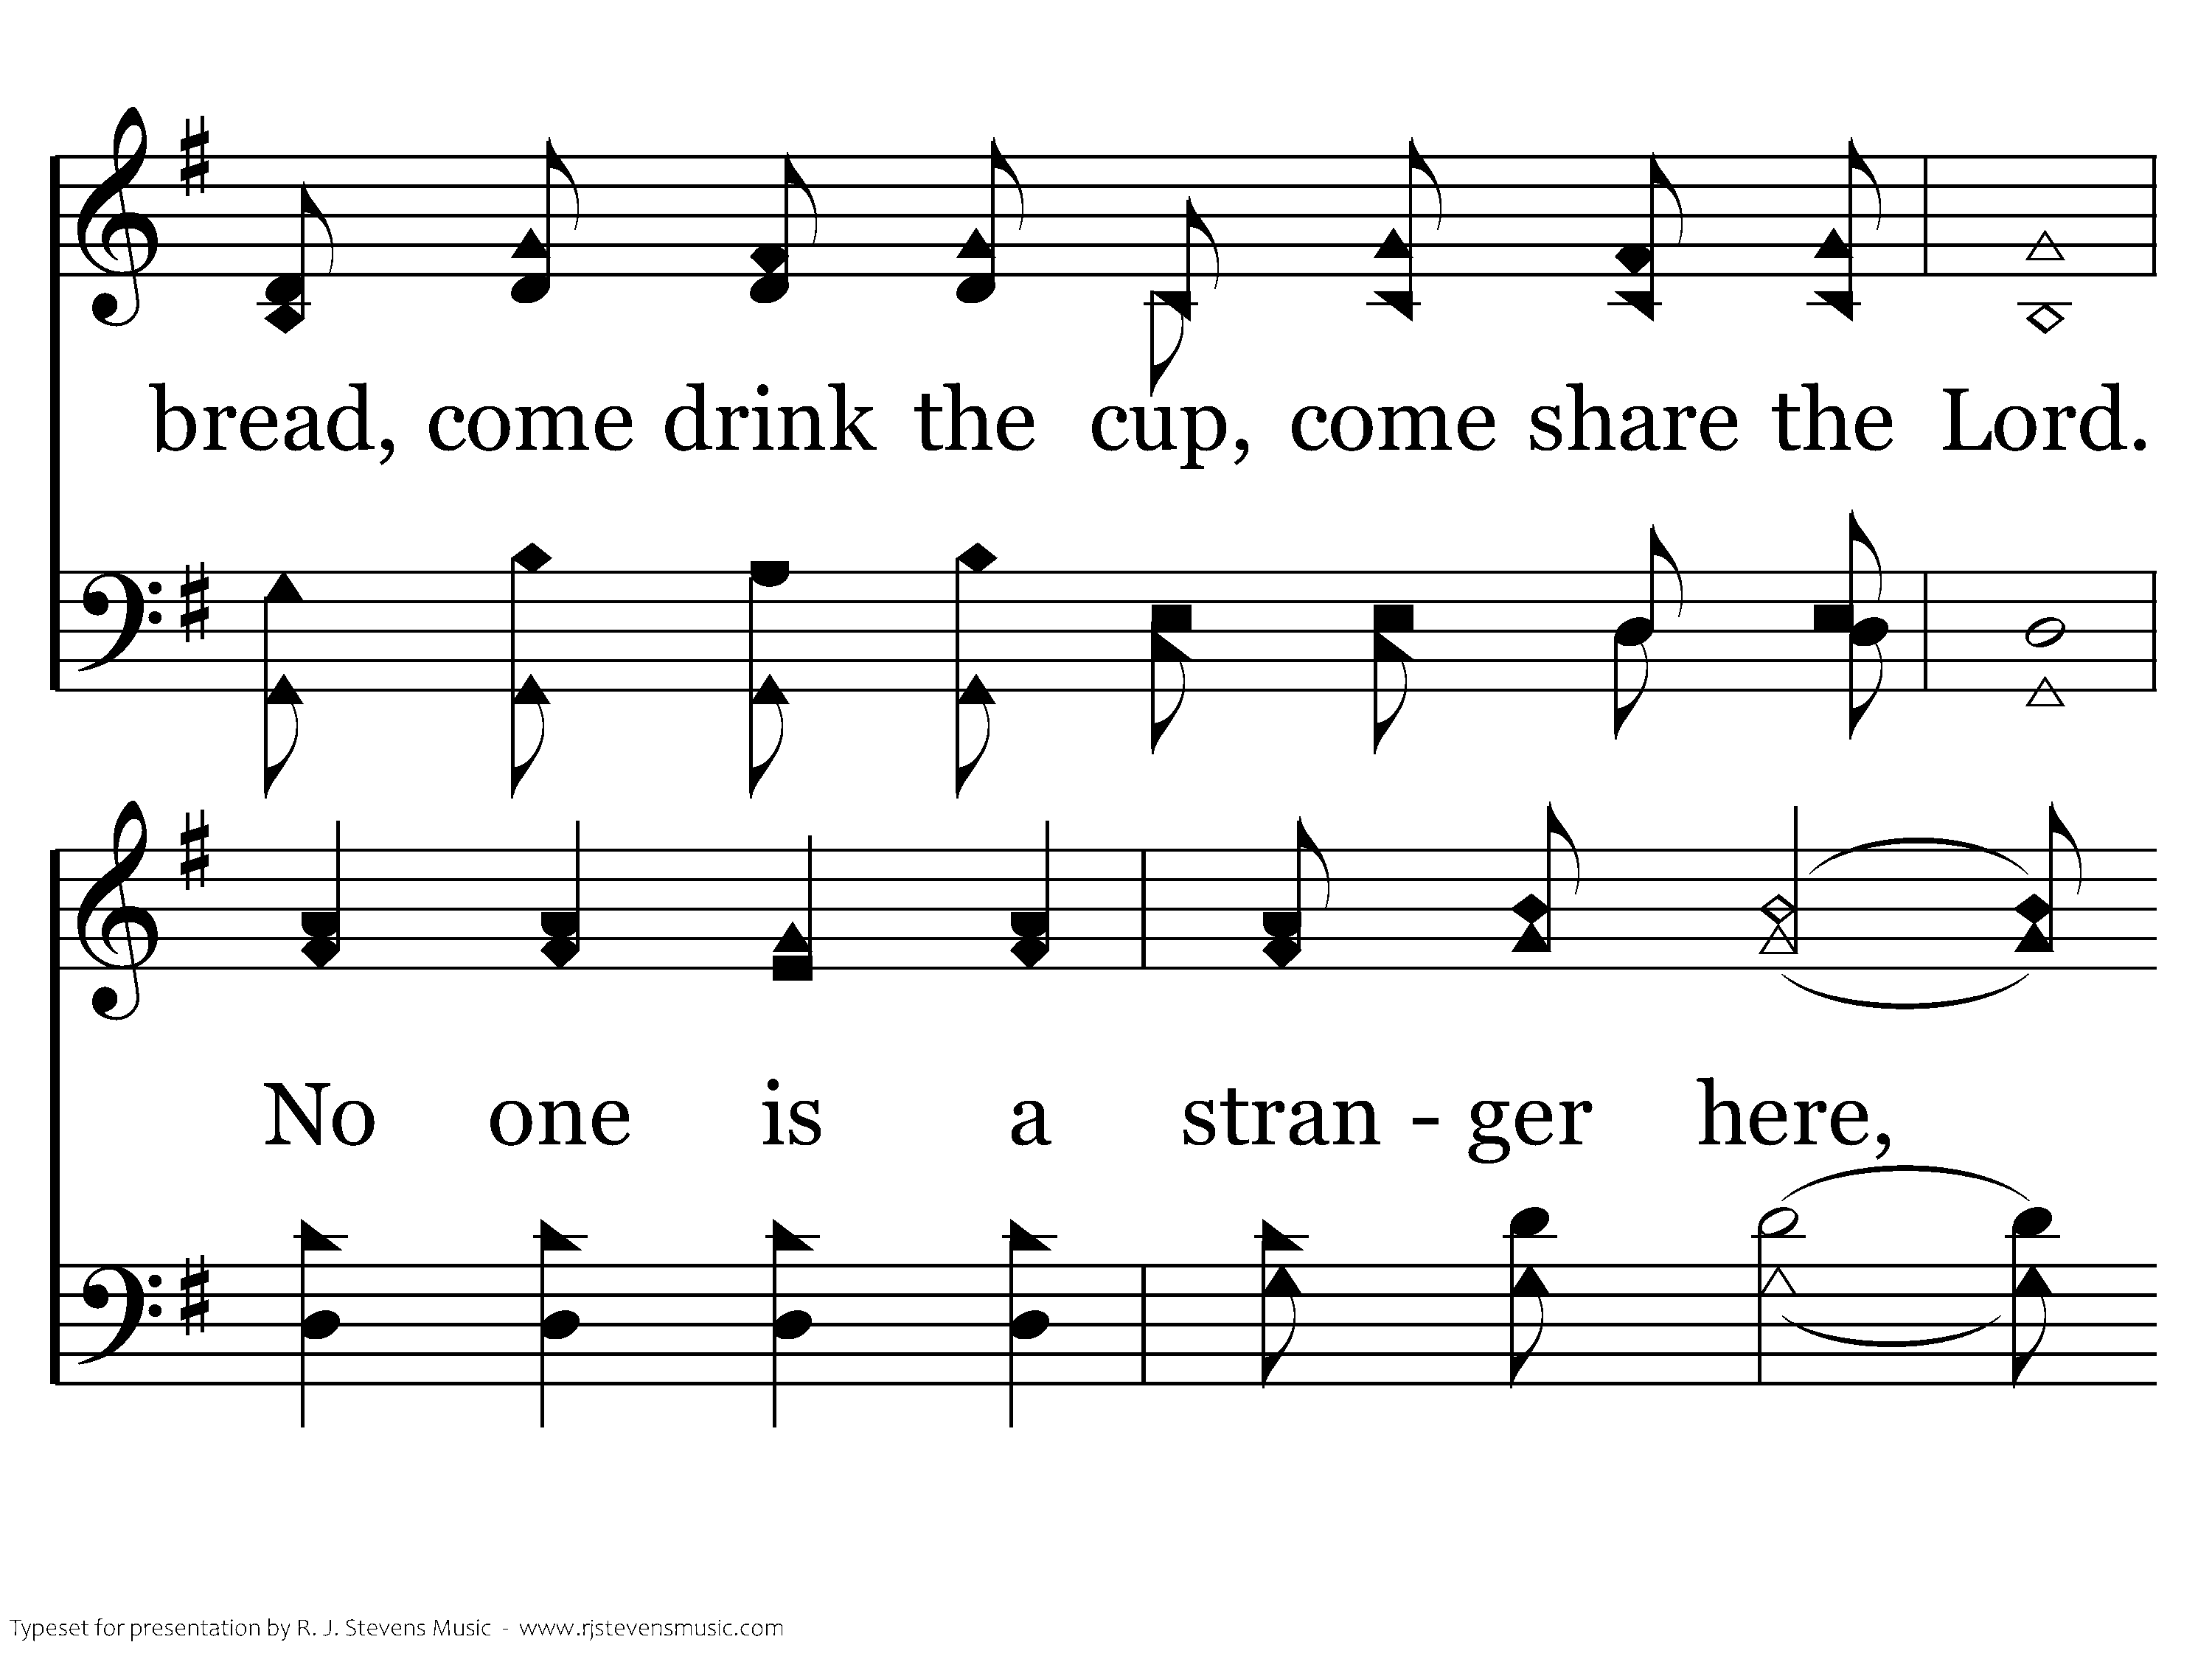 bread, come drink the cup, come share the Lord.
No one is a stran - ger here,
Typeset for presentation by R. J. Stevens Music - www.rjstevensmusic.com